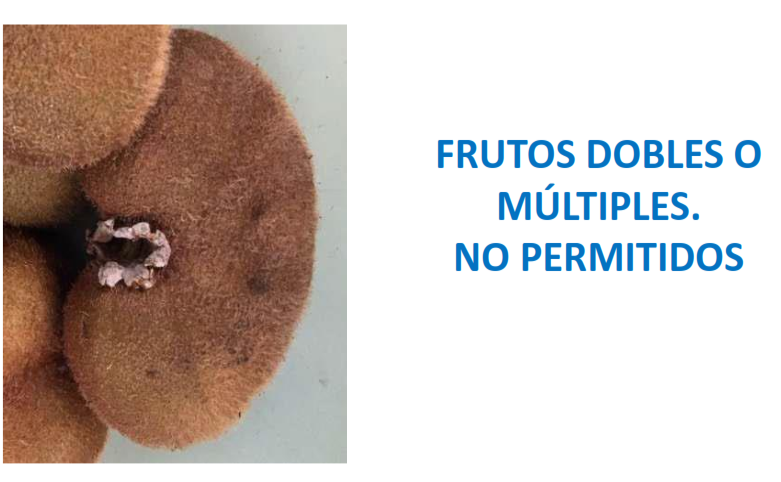 FRUTOS DOBLES O
MÚLTIPLES.
NO PERMITIDOS